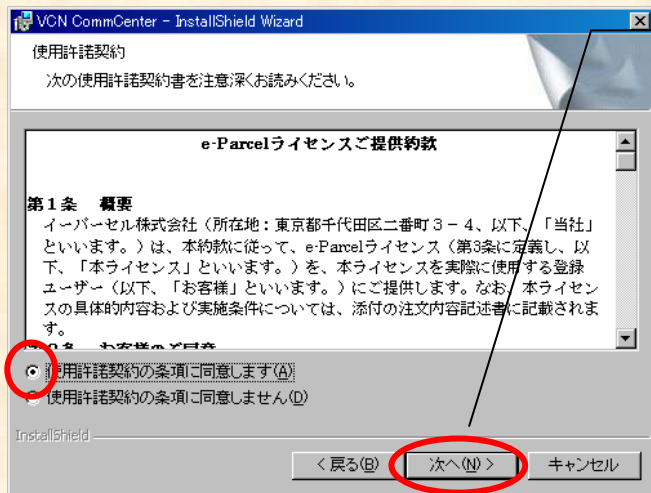 VCN CommCenter - InstallShield Wizard
使用許諾契約
次の使用許諾契約書を注意深くお読みください。
e-Parcelライセンスご提供約款
第1条 概要
イーパーセル株式会社（所在地：東京都千代田区二番町３－４、以下、「当社」
といいます。）は、本約款に従って、e-Parcelライセンス（第3条に定義し、以
下、「本ライセンス」といいます。）を、本ライセンスを実際に使用する登録
ユーザー（以下、「お客様」といいます。）にご提供します。なお、本ライセン
スの具体的内容および実施条件については、添付の注文内容記述書に記載されま
す。
お客様のご同意
使用許諾契約の条項に同意します(A)
使用許諾契約の条項に同意しません(D)
InstallShield
< 戻る(B)
次へ(N) >
キャンセル